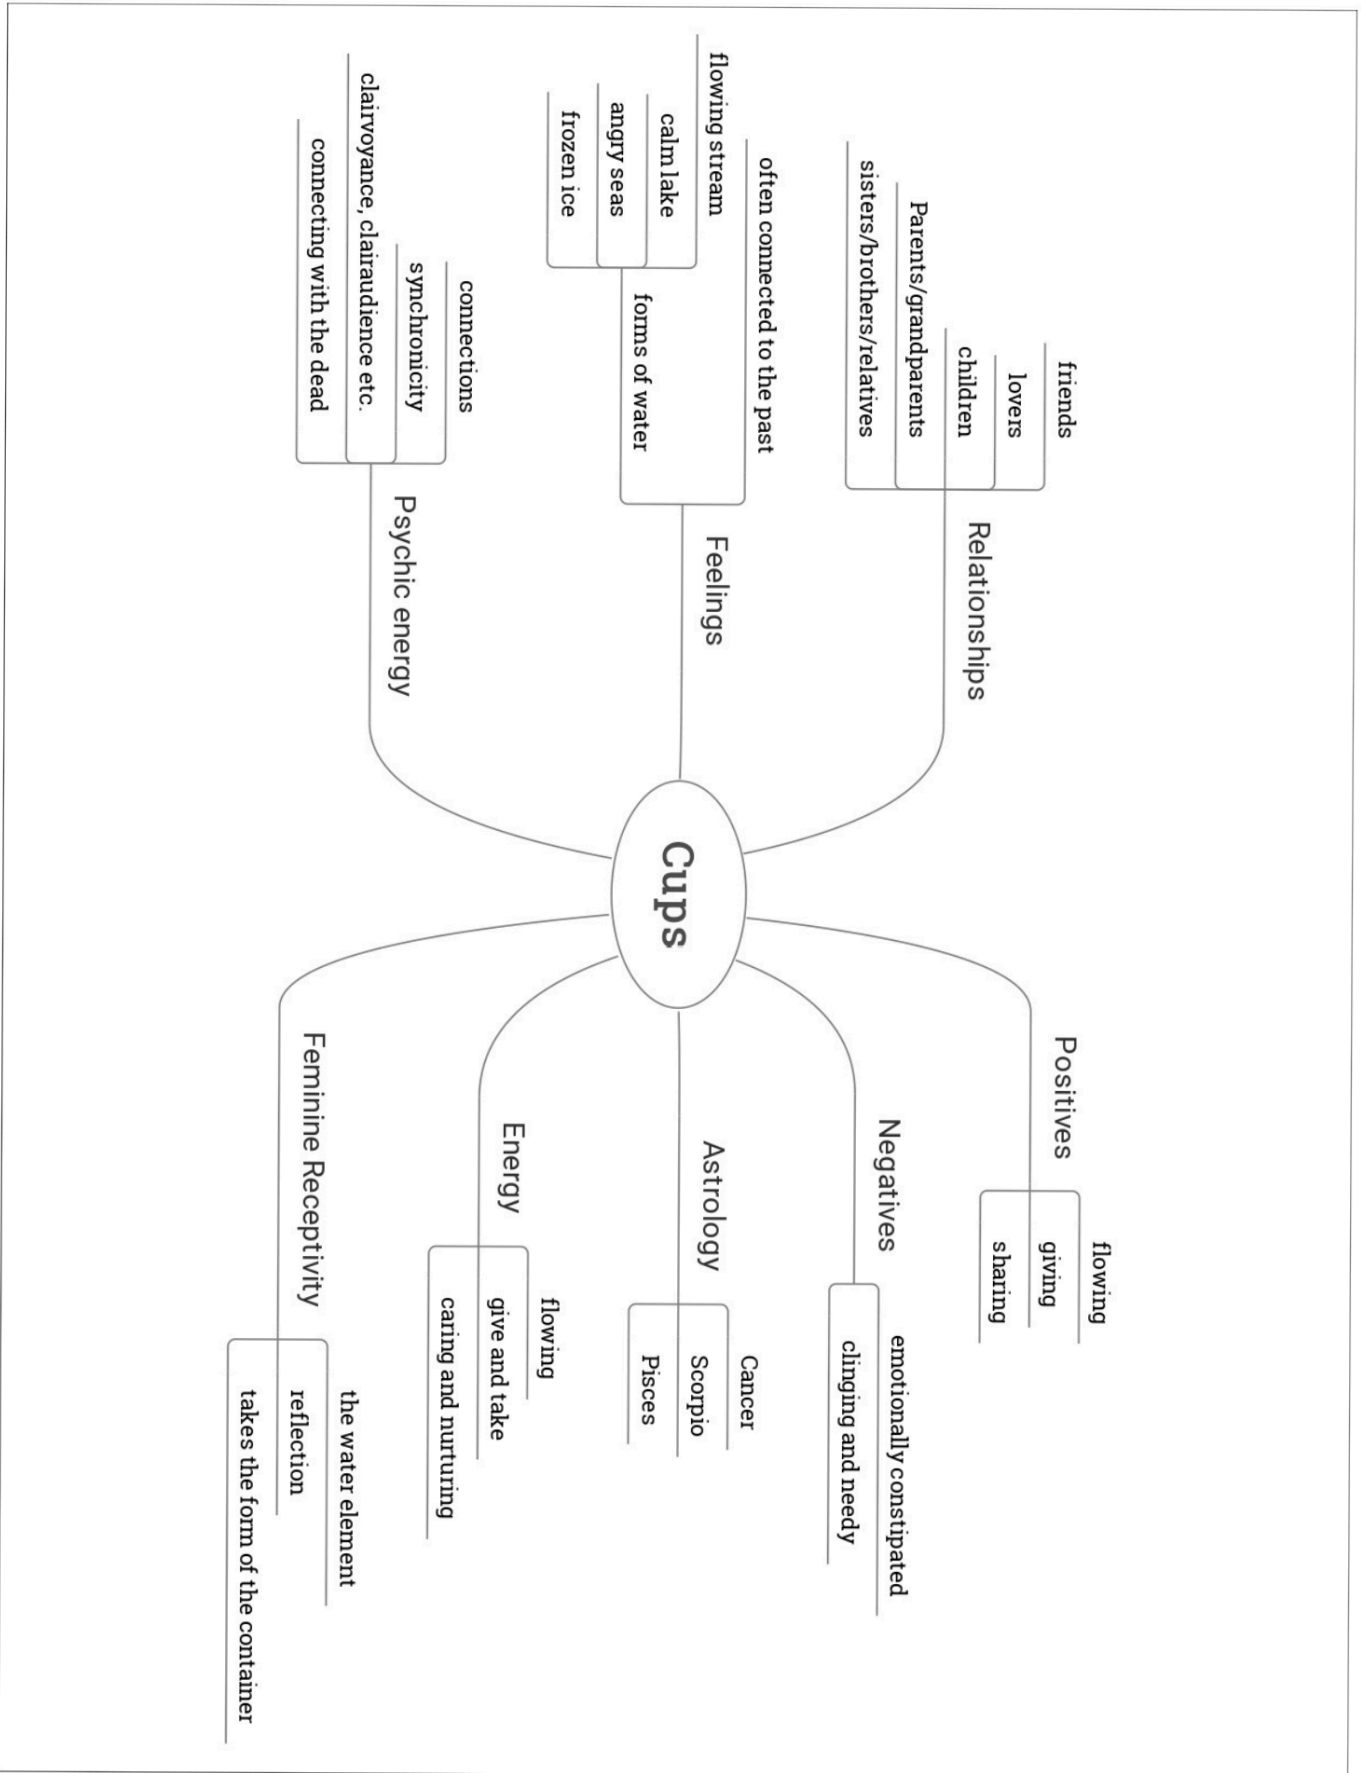 Cups
Relationships
friends
lovers
children
Parents/grandparents
sisters/brothers/relatives
Feelings
often connected to the past
forms of water
flowing stream
calm lake
angry seas
frozen ice
Psychic energy
connections
synchronicity
clairvoyance, clairaudience etc.
connecting with the dead
Positives
flowing
giving
sharing
Negatives
emotionally constipated
clinging and needy
Astrology
Cancer
Scorpio
Pisces
Energy
flowing
give and take
caring and nurturing
Feminine Receptivity
the water element
reflection
takes the form of the container